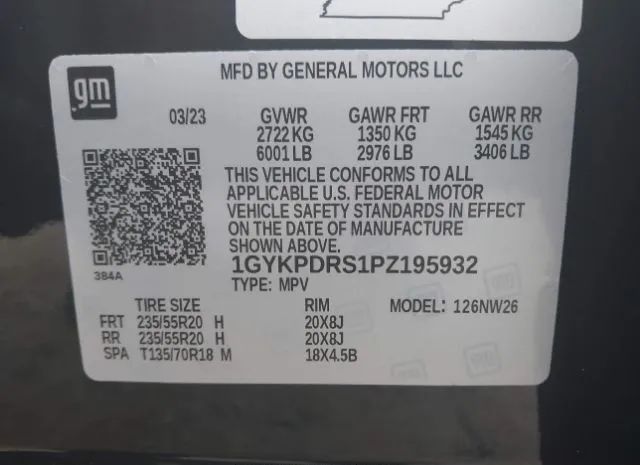 gm
MFD BY GENERAL MOTORS LLC
03/23 GVWR GAWR FRT GAWR RR
2722 KG 1350 KG 1545 KG
6001 LB 2976 LB 3406 LB
THIS VEHICLE CONFORMS TO ALL
APPLICABLE U.S. FEDERAL MOTOR
VEHICLE SAFETY STANDARDS IN EFFECT
ON THE DATE OF MANUFACTURE
SHOWN ABOVE.
384A
1GYKPDRS1PZ195932
TYPE: MPV
TIRE SIZE RIM MODEL: 126NW26
FRT 235/55R20 H 20X8J
RR 235/55R20 H 20X8J
SPA T135/70R18 M 18X4.5B